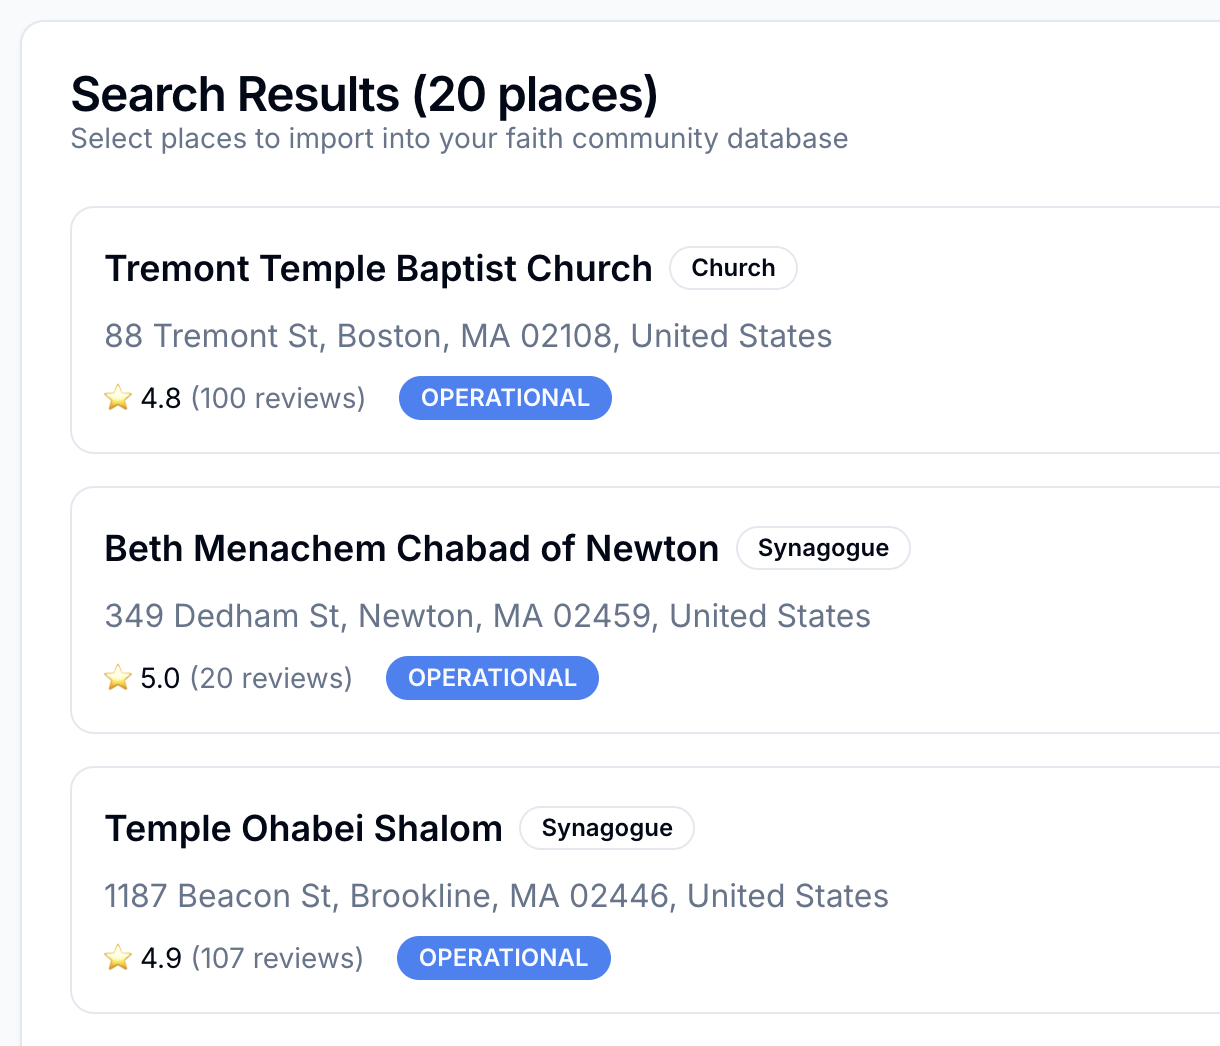 Search Results (20 places)
Select places to import into your faith community database
Tremont Temple Baptist Church Church
88 Tremont St, Boston, MA 02108, United States
⭐ 4.8 (100 reviews) OPERATIONAL
Beth Menachem Chabad of Newton Synagogue
349 Dedham St, Newton, MA 02459, United States
⭐ 5.0 (20 reviews) OPERATIONAL
Temple Ohabei Shalom Synagogue
1187 Beacon St, Brookline, MA 02446, United States
⭐ 4.9 (107 reviews) OPERATIONAL